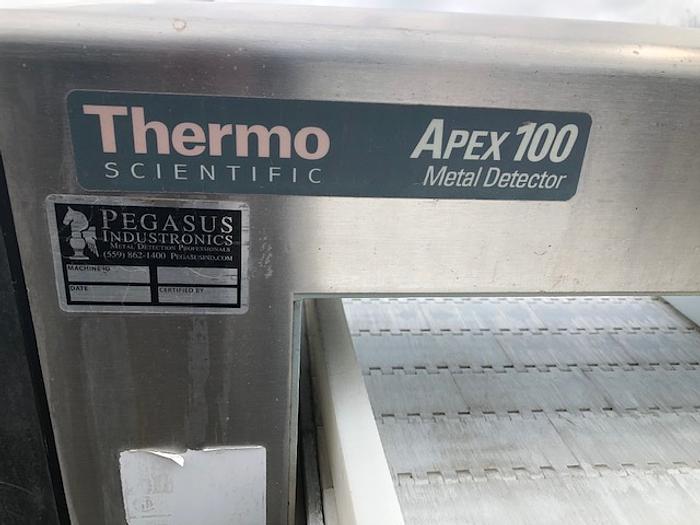 Thermo
SCIENTIFIC
APEX 100
Metal Detector
PEGASUS
INDUSTRONICS
METAL DETECTION PROFESSIONALS
(559) 862-1400 PEGASUSIND.COM
MACHINE ID
DATE
CERTIFIED BY